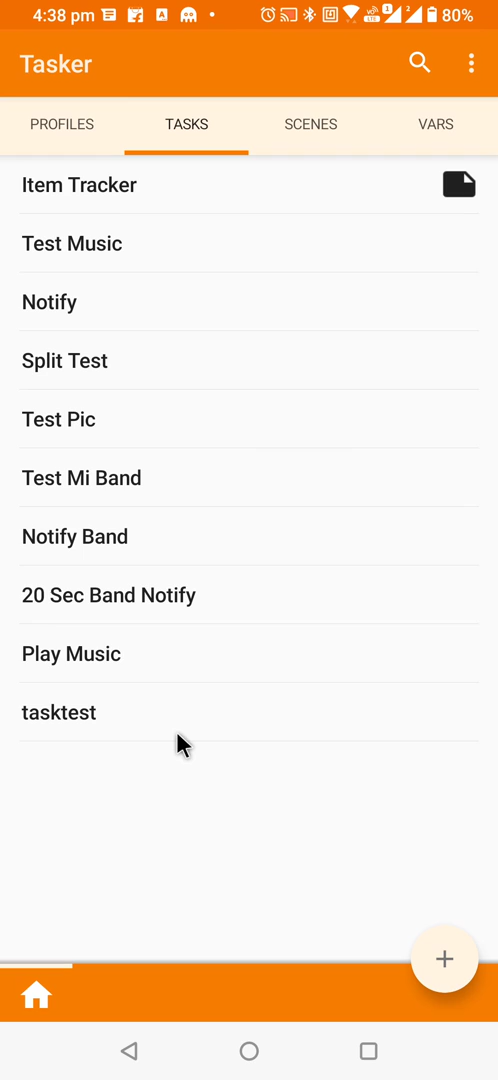 4:38 pm 80%
Tasker
PROFILES TASKS SCENES VARS
Item Tracker
Test Music
Notify
Split Test
Test Pic
Test Mi Band
Notify Band
20 Sec Band Notify
Play Music
tasktest